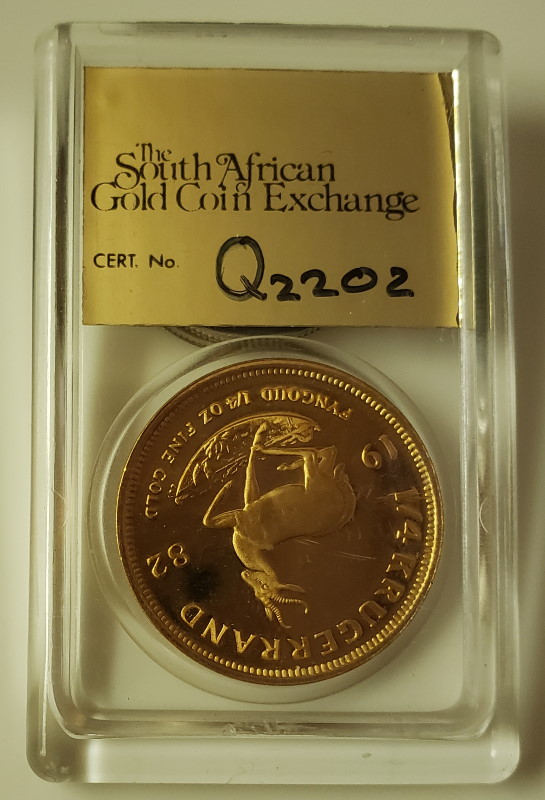 The
South African
Gold Coin Exchange
CERT. No. Q2202
1/4 KRUGERRAND
19 82
FYNGOUD 1/4 OZ FINE GOLD